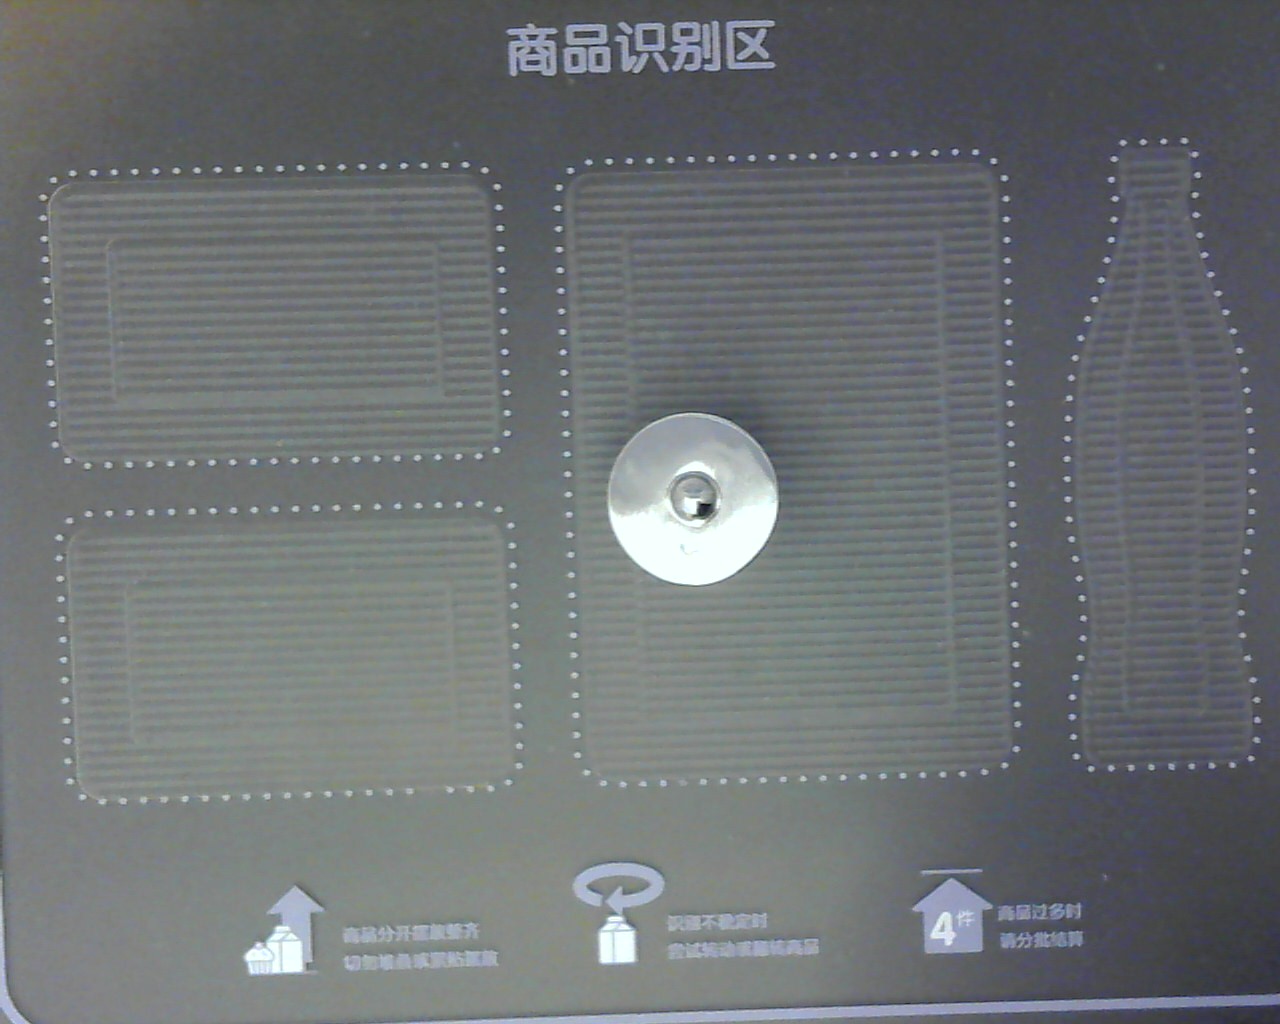 商品识别区
商品分开摆放整齐
切勿堆叠或紧贴摆放
识别不稳定时
尝试转动或翻转商品
4件
商品过多时
请分批结算